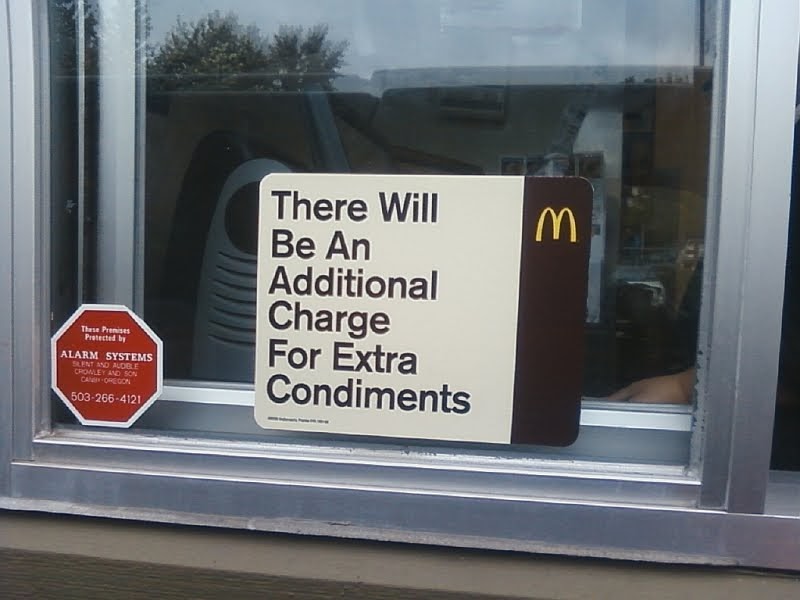 There Will
Be An
Additional
Charge
For Extra
Condiments
These Premises
Protected by
ALARM SYSTEMS
SILENT AND AUDIBLE
CROWLEY AND SON
CANBY OREGON
503-266-4121